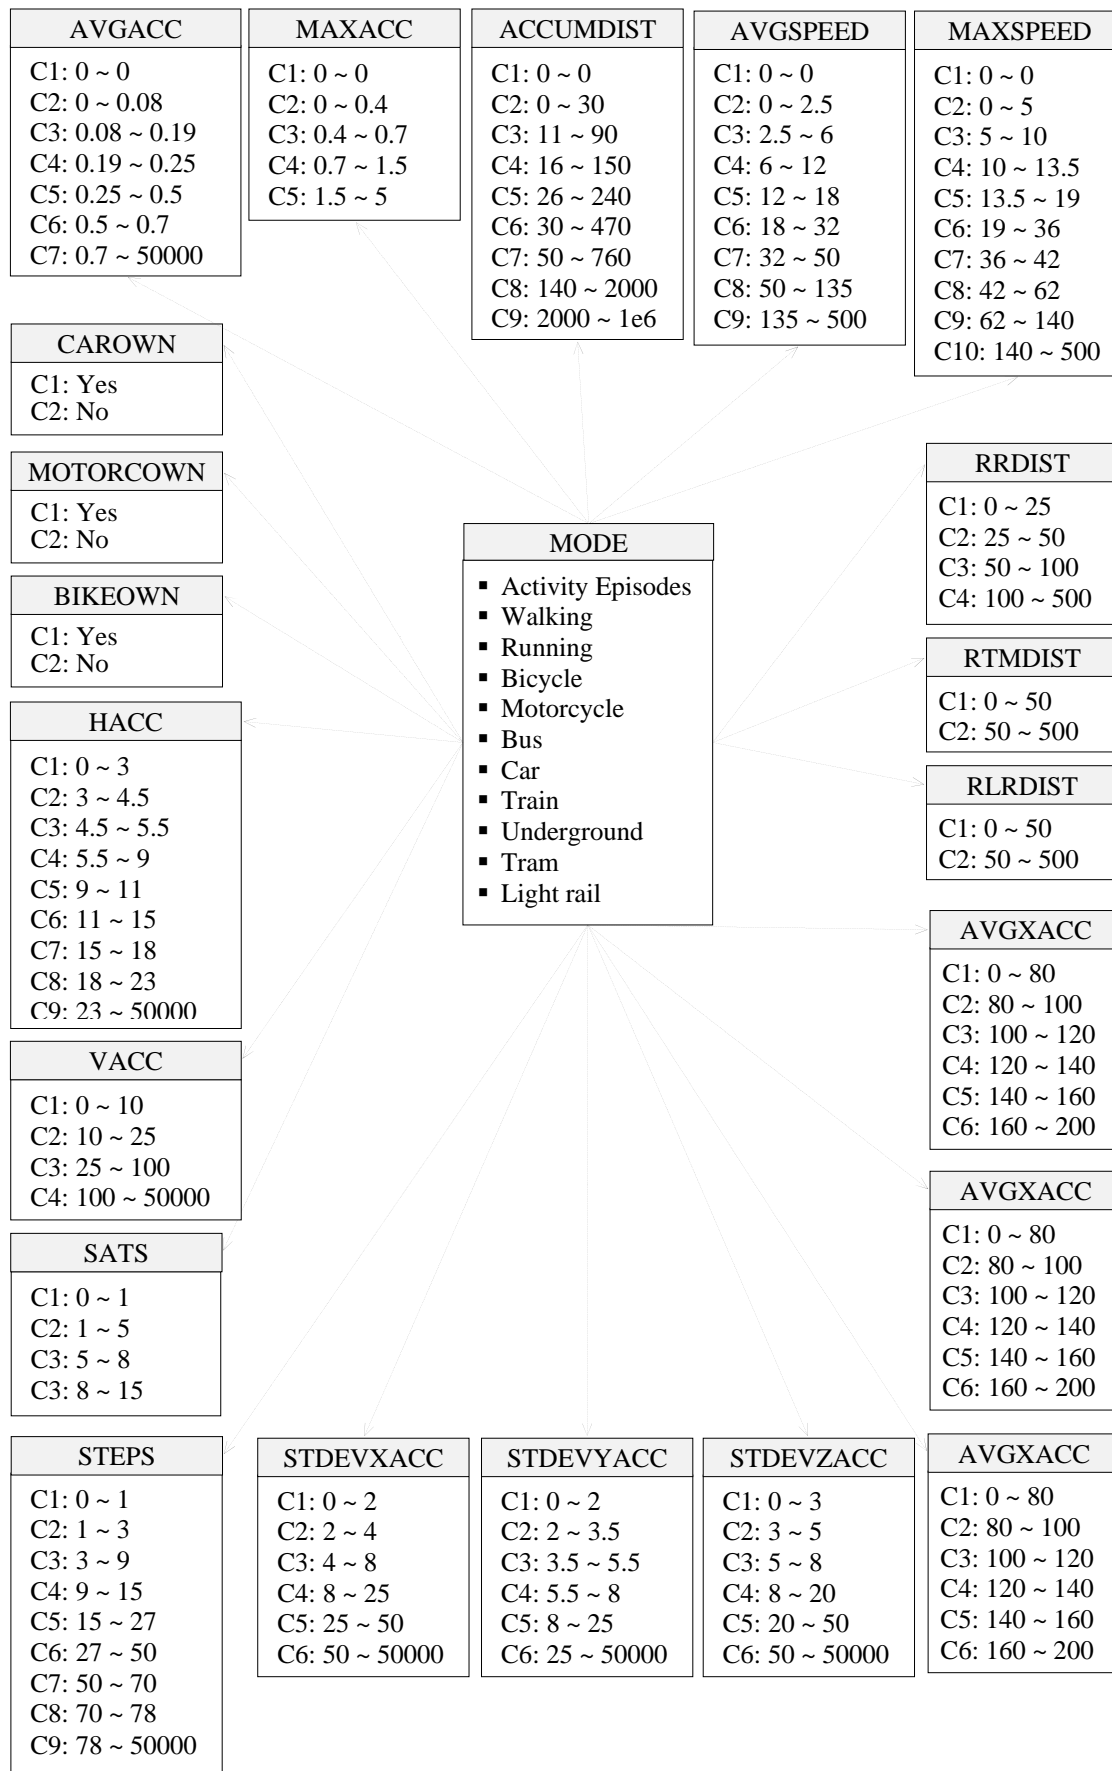 AVGACC
C1: 0 ~ 0
C2: 0 ~ 0.08
C3: 0.08 ~ 0.19
C4: 0.19 ~ 0.25
C5: 0.25 ~ 0.5
C6: 0.5 ~ 0.7
C7: 0.7 ~ 50000
MAXACC
C1: 0 ~ 0
C2: 0 ~ 0.4
C3: 0.4 ~ 0.7
C4: 0.7 ~ 1.5
C5: 1.5 ~ 5
ACCUMDIST
C1: 0 ~ 0
C2: 0 ~ 30
C3: 11 ~ 90
C4: 16 ~ 150
C5: 26 ~ 240
C6: 30 ~ 470
C7: 50 ~ 760
C8: 140 ~ 2000
C9: 2000 ~ 1e6
AVGSPEED
C1: 0 ~ 0
C2: 0 ~ 2.5
C3: 2.5 ~ 6
C4: 6 ~ 12
C5: 12 ~ 18
C6: 18 ~ 32
C7: 32 ~ 50
C8: 50 ~ 135
C9: 135 ~ 500
MAXSPEED
C1: 0 ~ 0
C2: 0 ~ 5
C3: 5 ~ 10
C4: 10 ~ 13.5
C5: 13.5 ~ 19
C6: 19 ~ 36
C7: 36 ~ 42
C8: 42 ~ 62
C9: 62 ~ 140
C10: 140 ~ 500
CAROWN
C1: Yes
C2: No
MOTORCOWN
C1: Yes
C2: No
BIKEOWN
C1: Yes
C2: No
HACC
C1: 0 ~ 3
C2: 3 ~ 4.5
C3: 4.5 ~ 5.5
C4: 5.5 ~ 9
C5: 9 ~ 11
C6: 11 ~ 15
C7: 15 ~ 18
C8: 18 ~ 23
C9: 23 ~ 50000
VACC
C1: 0 ~ 10
C2: 10 ~ 25
C3: 25 ~ 100
C4: 100 ~ 50000
SATS
C1: 0 ~ 1
C2: 1 ~ 5
C3: 5 ~ 8
C3: 8 ~ 15
MODE
▪ Activity Episodes
▪ Walking
▪ Running
▪ Bicycle
▪ Motorcycle
▪ Bus
▪ Car
▪ Train
▪ Underground
▪ Tram
▪ Light rail
RRDIST
C1: 0 ~ 25
C2: 25 ~ 50
C3: 50 ~ 100
C4: 100 ~ 500
RTMDIST
C1: 0 ~ 50
C2: 50 ~ 500
RLRDIST
C1: 0 ~ 50
C2: 50 ~ 500
AVGXACC
C1: 0 ~ 80
C2: 80 ~ 100
C3: 100 ~ 120
C4: 120 ~ 140
C5: 140 ~ 160
C6: 160 ~ 200
AVGXACC
C1: 0 ~ 80
C2: 80 ~ 100
C3: 100 ~ 120
C4: 120 ~ 140
C5: 140 ~ 160
C6: 160 ~ 200
STEPS
C1: 0 ~ 1
C2: 1 ~ 3
C3: 3 ~ 9
C4: 9 ~ 15
C5: 15 ~ 27
C6: 27 ~ 50
C7: 50 ~ 70
C8: 70 ~ 78
C9: 78 ~ 50000
STDEVXACC
C1: 0 ~ 2
C2: 2 ~ 4
C3: 4 ~ 8
C4: 8 ~ 25
C5: 25 ~ 50
C6: 50 ~ 50000
STDEVYACC
C1: 0 ~ 2
C2: 2 ~ 3.5
C3: 3.5 ~ 5.5
C4: 5.5 ~ 8
C5: 8 ~ 25
C6: 25 ~ 50000
STDEVZACC
C1: 0 ~ 3
C2: 3 ~ 5
C3: 5 ~ 8
C4: 8 ~ 20
C5: 20 ~ 50
C6: 50 ~ 50000
AVGXACC
C1: 0 ~ 80
C2: 80 ~ 100
C3: 100 ~ 120
C4: 120 ~ 140
C5: 140 ~ 160
C6: 160 ~ 200